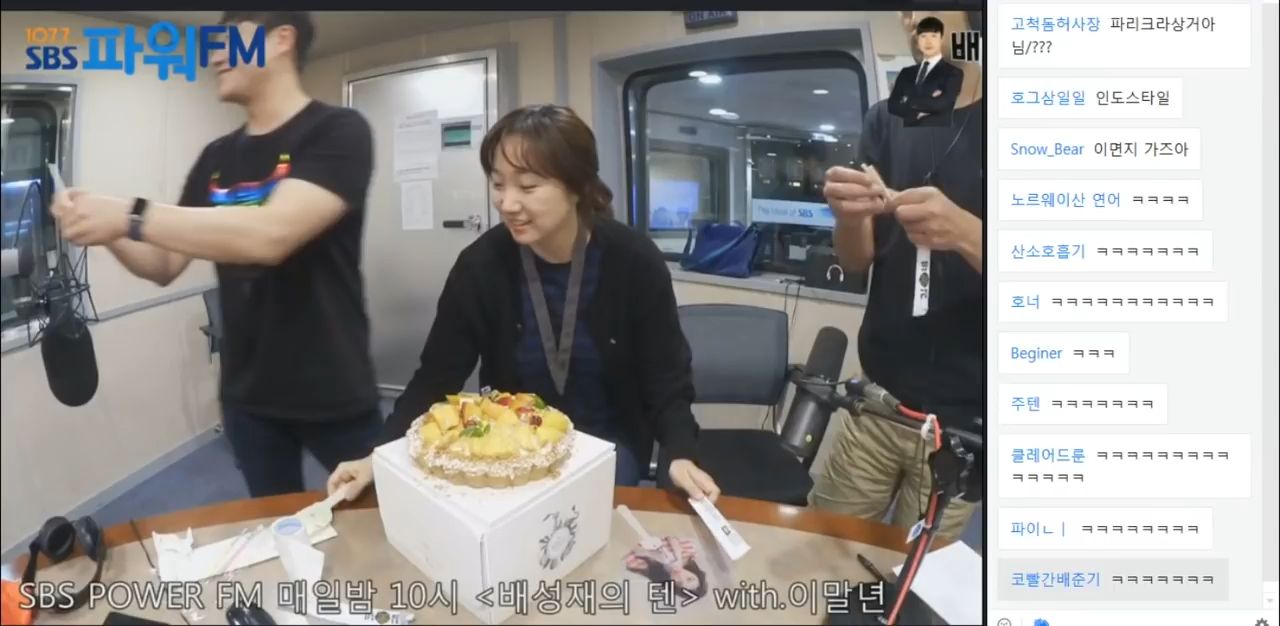 107.7
SBS 파워FM
ON AIR
배
SBS POWER FM 매일밤 10시 <배성재의 텐> with.이말년
고척돔허사장 파리크라상거아
님/???
호그삼일일 인도스타일
Snow_Bear 이면지 가즈아
노르웨이산 연어 ㅋㅋㅋㅋ
산소호흡기 ㅋㅋㅋㅋㅋㅋㅋ
호너 ㅋㅋㅋㅋㅋㅋㅋㅋㅋㅋㅋ
Beginer ㅋㅋㅋ
주텐 ㅋㅋㅋㅋㅋㅋㅋ
클레어드룬 ㅋㅋㅋㅋㅋㅋㅋㅋㅋ
ㅋㅋㅋㅋㅋ
파이ㄴㅣ ㅋㅋㅋㅋㅋㅋㅋㅋ
코빨간배준기 ㅋㅋㅋㅋㅋㅋㅋ